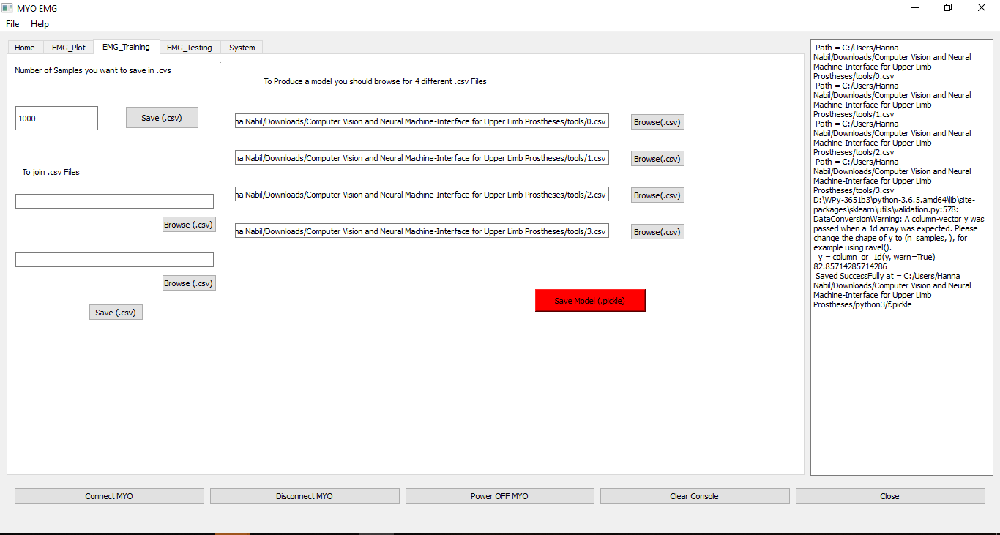 MYO EMG
File Help
Home EMG_Plot EMG_Training EMG_Testing System
Number of Samples you want to save in .cvs
1000
Save (.csv)
To join .csv Files
Browse (.csv)
Browse (.csv)
Save (.csv)
To Produce a model you should browse for 4 different .csv Files
na Nabil/Downloads/Computer Vision and Neural Machine-Interface for Upper Limb Prostheses/tools/0.csv
Browse(.csv)
na Nabil/Downloads/Computer Vision and Neural Machine-Interface for Upper Limb Prostheses/tools/1.csv
Browse(.csv)
na Nabil/Downloads/Computer Vision and Neural Machine-Interface for Upper Limb Prostheses/tools/2.csv
Browse(.csv)
na Nabil/Downloads/Computer Vision and Neural Machine-Interface for Upper Limb Prostheses/tools/3.csv
Browse(.csv)
Save Model (.pickle)
Path = C:/Users/Hanna
Nabil/Downloads/Computer Vision and Neural
Machine-Interface for Upper Limb
Prostheses/tools/0.csv
Path = C:/Users/Hanna
Nabil/Downloads/Computer Vision and Neural
Machine-Interface for Upper Limb
Prostheses/tools/1.csv
Path = C:/Users/Hanna
Nabil/Downloads/Computer Vision and Neural
Machine-Interface for Upper Limb
Prostheses/tools/2.csv
Path = C:/Users/Hanna
Nabil/Downloads/Computer Vision and Neural
Machine-Interface for Upper Limb
Prostheses/tools/3.csv
D:\WPy-3651b3\python-3.6.5.amd64\lib\site-
packages\sklearn\utils\validation.py:578:
DataConversionWarning: A column-vector y was
passed when a 1d array was expected. Please
change the shape of y to (n_samples, ), for
example using ravel().
y = column_or_1d(y, warn=True)
82.85714285714286
Saved SuccessFully at = C:/Users/Hanna
Nabil/Downloads/Computer Vision and Neural
Machine-Interface for Upper Limb
Prostheses/python3/f.pickle
Connect MYO
Disconnect MYO
Power OFF MYO
Clear Console
Close